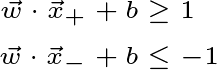 w⃗ · x⃗₊ + b ≥ 1
w⃗ · x⃗₋ + b ≤ −1